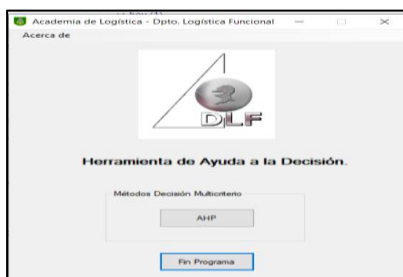 Academia de Logística - Dpto. Logística Funcional
Acerca de
DLF
Herramienta de Ayuda a la Decisión.
Métodos Decisión Multicriterio
AHP
Fin Programa